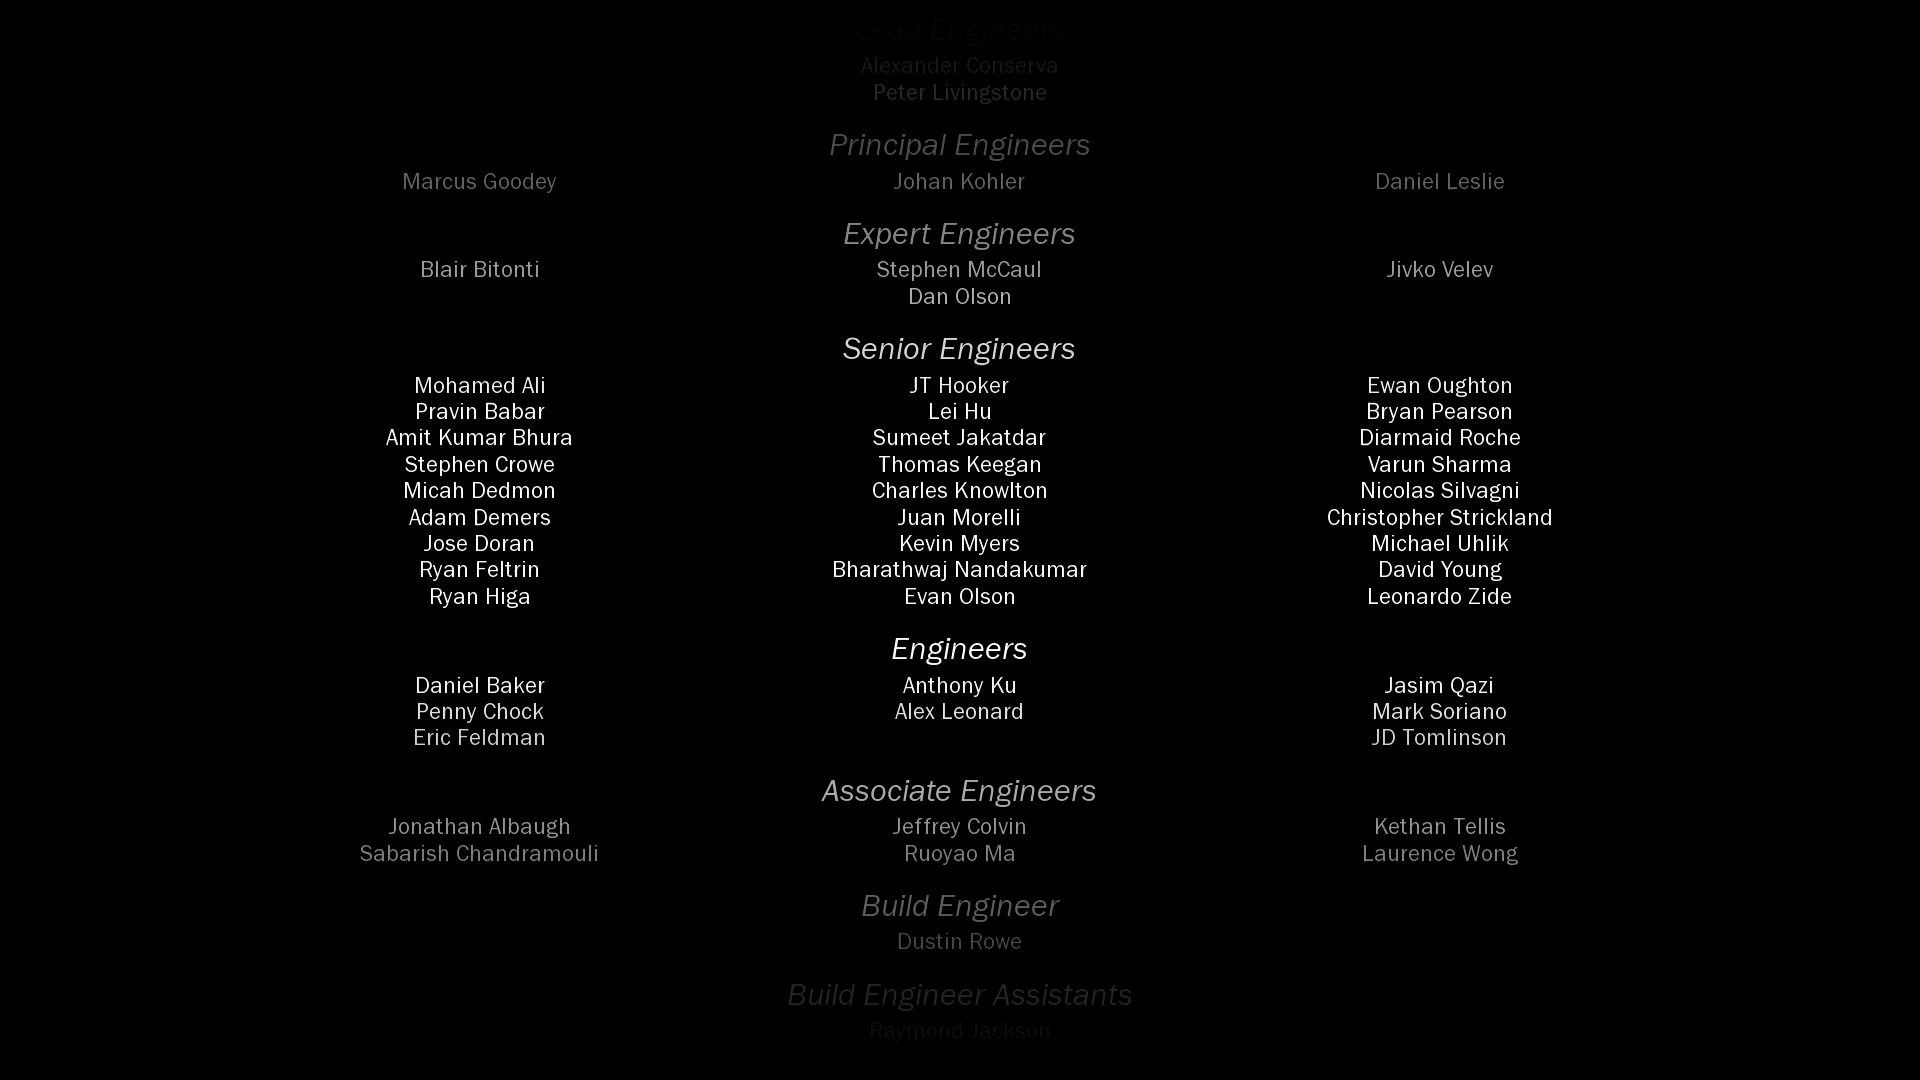 Lead Engineers
Alexander Conserva
Peter Livingstone
Principal Engineers
Marcus Goodey Johan Kohler Daniel Leslie
Expert Engineers
Blair Bitonti Stephen McCaul Jivko Velev
Dan Olson
Senior Engineers
Mohamed Ali JT Hooker Ewan Oughton
Pravin Babar Lei Hu Bryan Pearson
Amit Kumar Bhura Sumeet Jakatdar Diarmaid Roche
Stephen Crowe Thomas Keegan Varun Sharma
Micah Dedmon Charles Knowlton Nicolas Silvagni
Adam Demers Juan Morelli Christopher Strickland
Jose Doran Kevin Myers Michael Uhlik
Ryan Feltrin Bharathwaj Nandakumar David Young
Ryan Higa Evan Olson Leonardo Zide
Engineers
Daniel Baker Anthony Ku Jasim Qazi
Penny Chock Alex Leonard Mark Soriano
Eric Feldman JD Tomlinson
Associate Engineers
Jonathan Albaugh Jeffrey Colvin Kethan Tellis
Sabarish Chandramouli Ruoyao Ma Laurence Wong
Build Engineer
Dustin Rowe
Build Engineer Assistants
Raymond Jackson